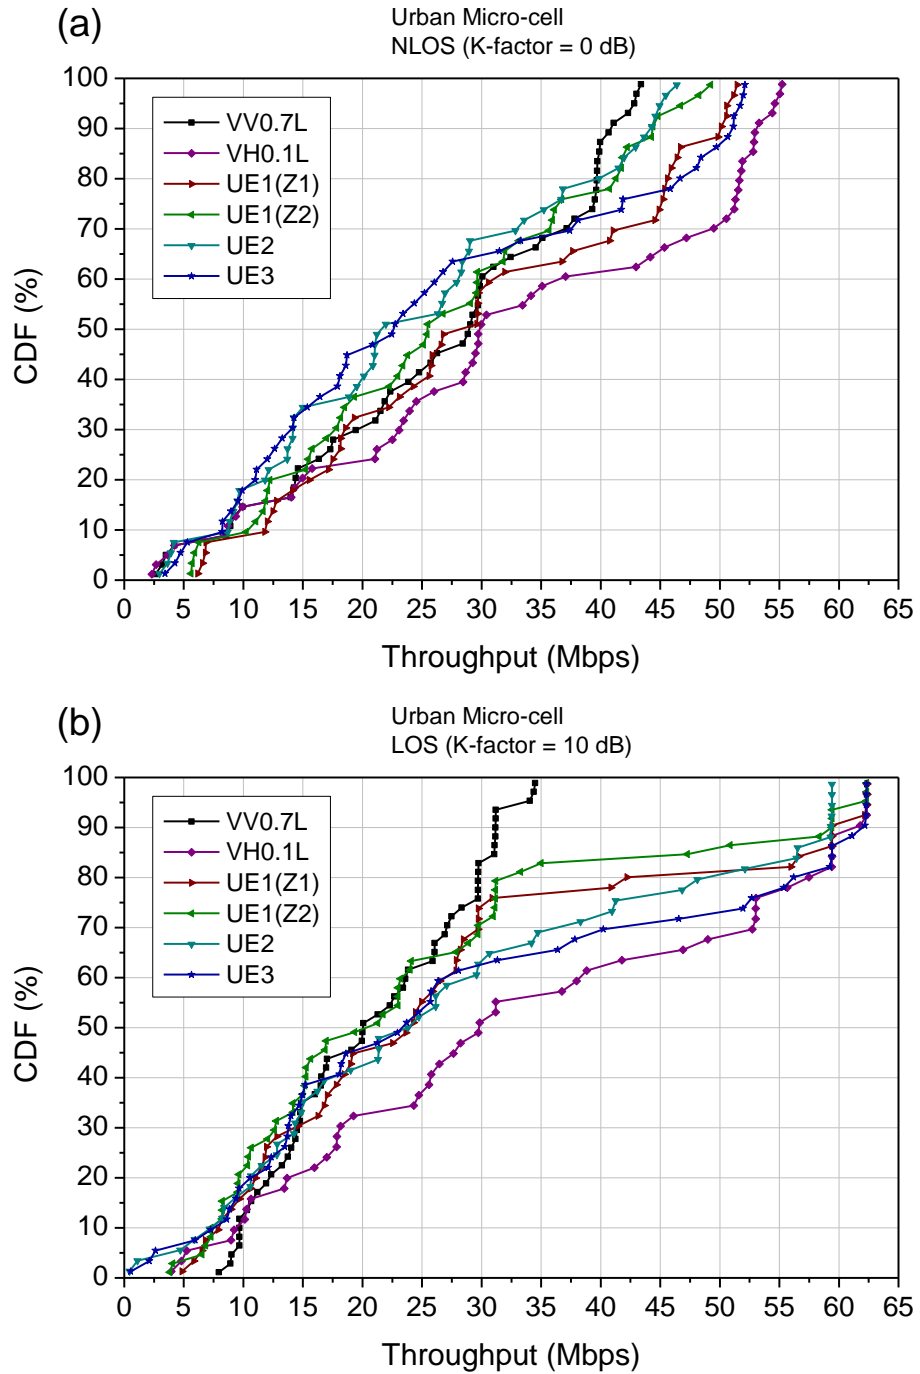 (a)
Urban Micro-cell
NLOS (K-factor = 0 dB)
100
90
80
70
60
50
40
30
20
10
0
CDF (%)
VV0.7L
VH0.1L
UE1(Z1)
UE1(Z2)
UE2
UE3
0 5 10 15 20 25 30 35 40 45 50 55 60 65
Throughput (Mbps)
(b)
Urban Micro-cell
LOS (K-factor = 10 dB)
100
90
80
70
60
50
40
30
20
10
0
CDF (%)
VV0.7L
VH0.1L
UE1(Z1)
UE1(Z2)
UE2
UE3
0 5 10 15 20 25 30 35 40 45 50 55 60 65
Throughput (Mbps)